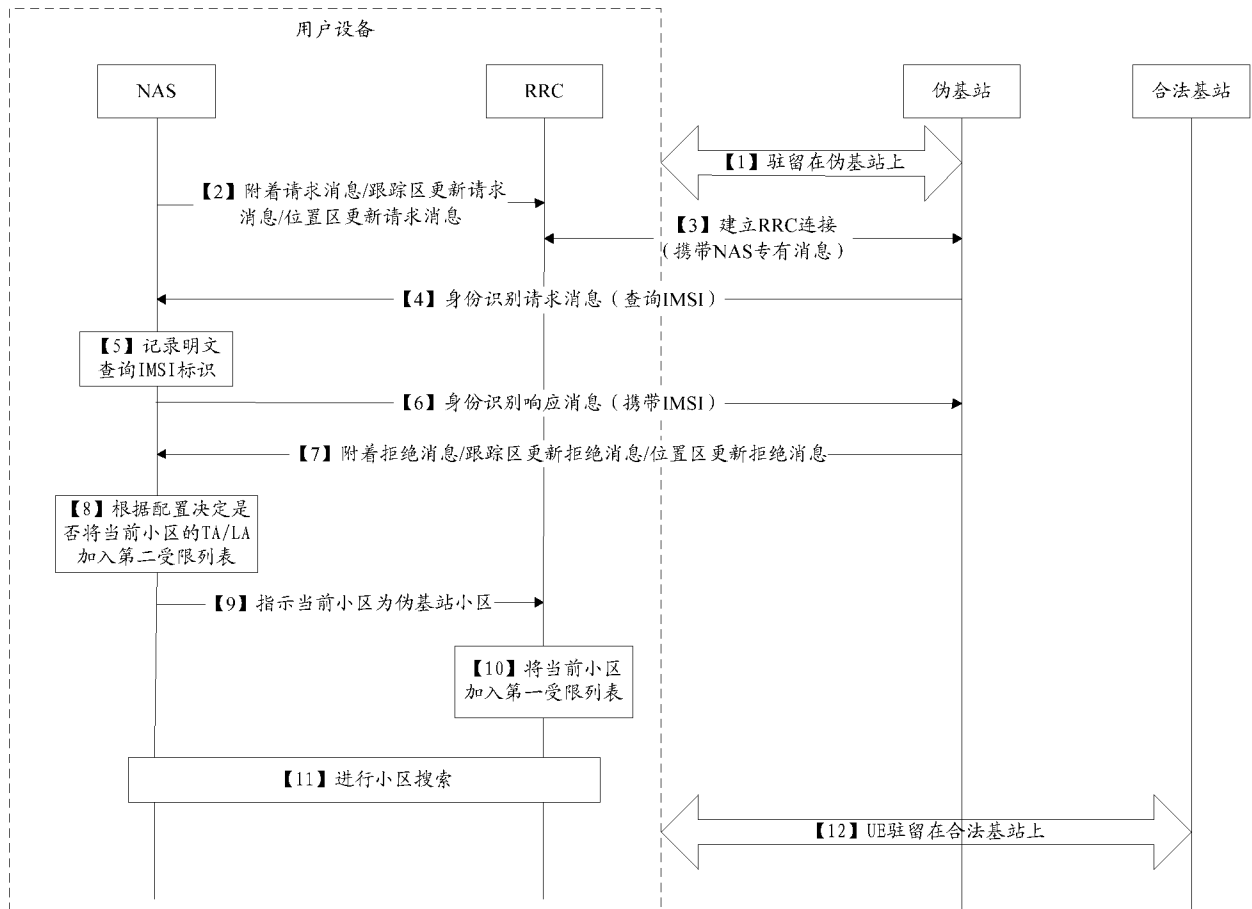 用户设备
NAS
RRC
伪基站
合法基站
【1】驻留在伪基站上
【2】附着请求消息/跟踪区更新请求
消息/位置区更新请求消息
【3】建立RRC连接
（携带NAS专有消息）
【4】身份识别请求消息（查询IMSI）
【5】记录明文
查询IMSI标识
【6】身份识别响应消息（携带IMSI）
【7】附着拒绝消息/跟踪区更新拒绝消息/位置区更新拒绝消息
【8】根据配置决定是
否将当前小区的TA/LA
加入第二受限列表
【9】指示当前小区为伪基站小区
【10】将当前小区
加入第一受限列表
【11】进行小区搜索
【12】UE驻留在合法基站上